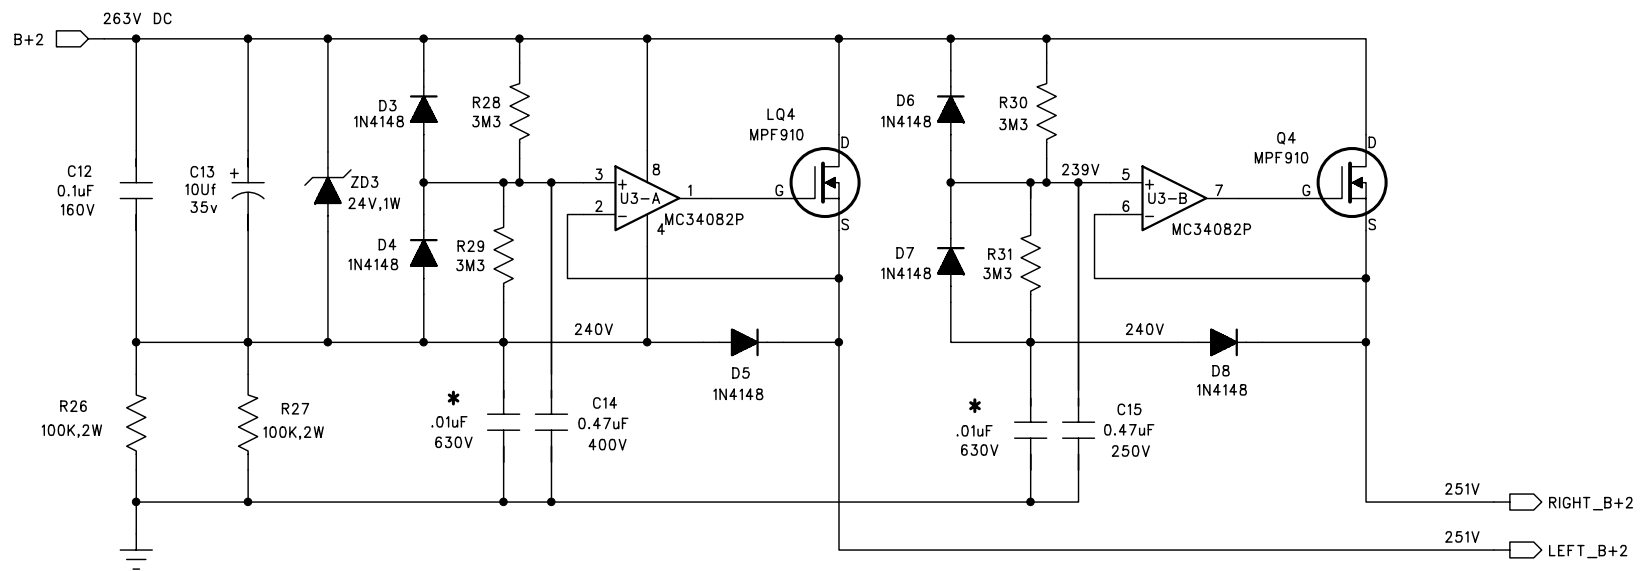 263V DC
B+2
C12
0.1uF
160V
C13
+
10Uf
35v
ZD3
24V,1W
D3
1N4148
R28
3M3
D4
1N4148
R29
3M3
3
2
+
-
U3-A
8
4
1
MC34082P
LQ4
MPF910
D
G
S
D6
1N4148
R30
3M3
239V
D7
1N4148
R31
3M3
5
6
+
-
U3-B
7
MC34082P
Q4
MPF910
D
G
S
240V
D5
1N4148
240V
D8
1N4148
R26
100K,2W
R27
100K,2W
*
.01uF
630V
C14
0.47uF
400V
*
.01uF
630V
C15
0.47uF
250V
251V
RIGHT_B+2
251V
LEFT_B+2